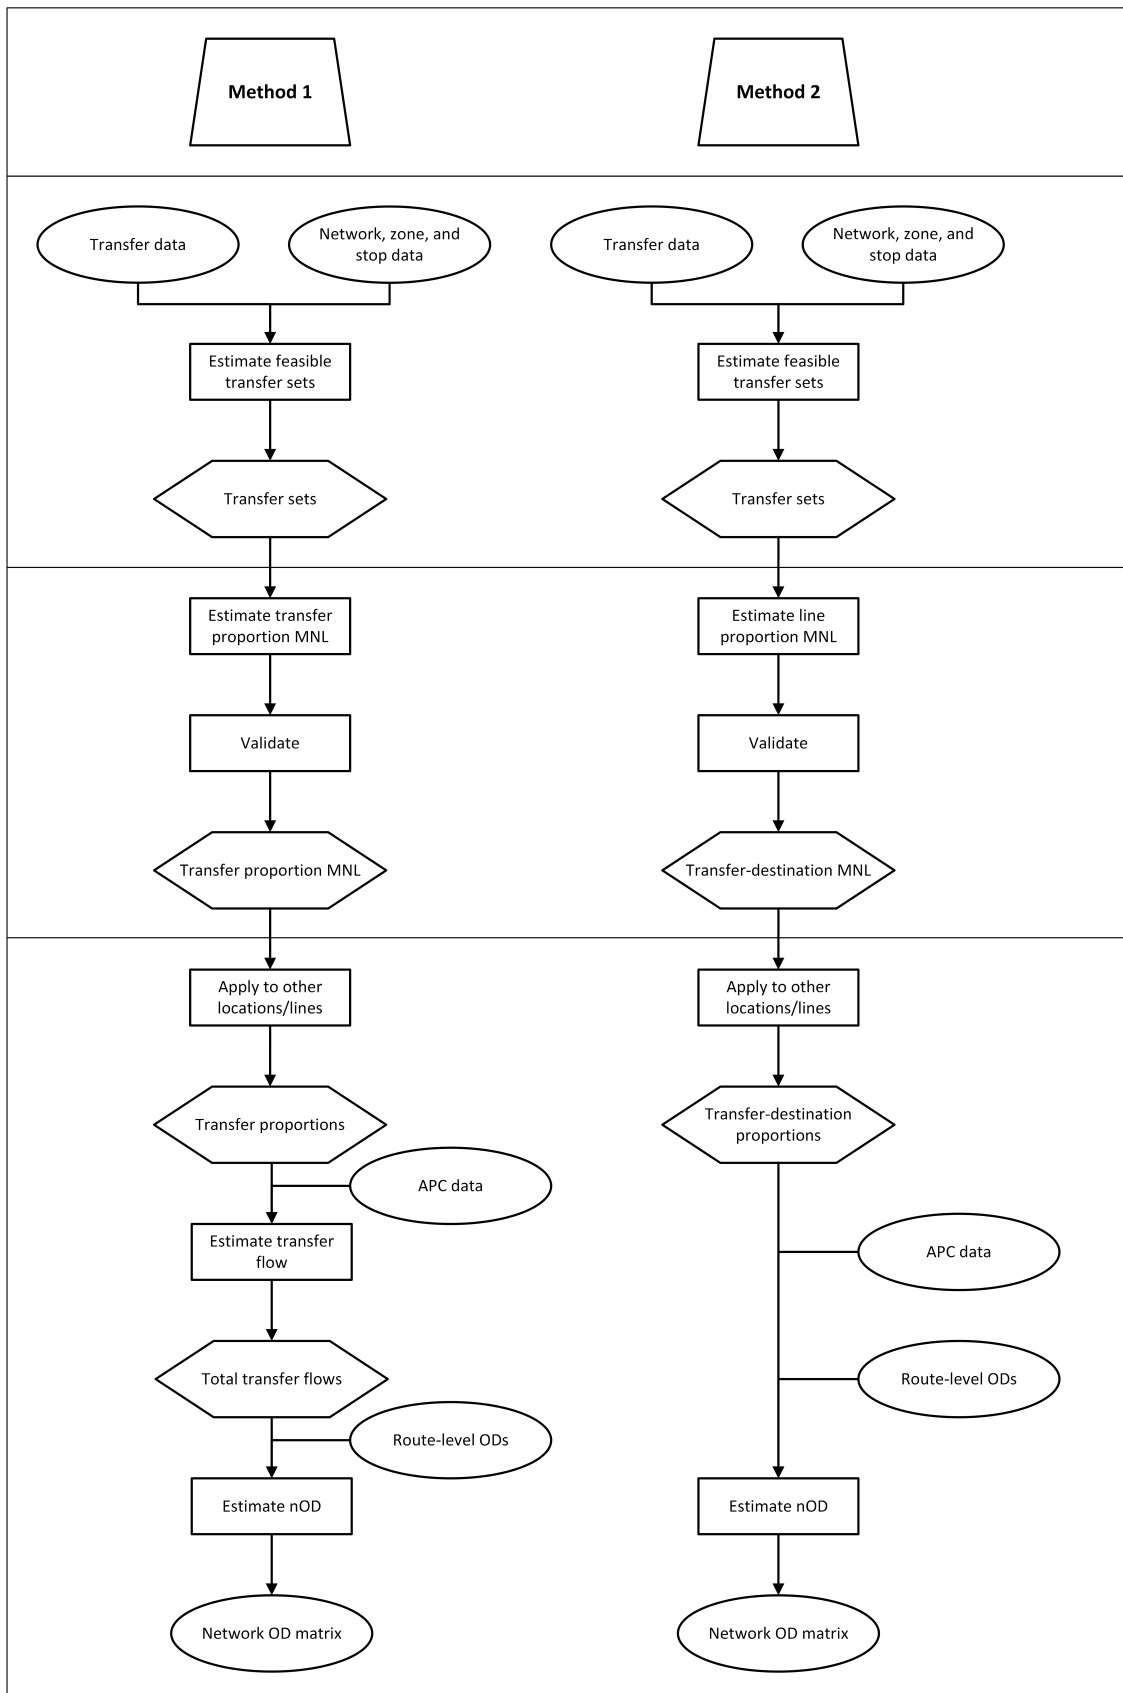 Method 1
Method 2
Transfer data
Network, zone, and
stop data
Transfer data
Network, zone, and
stop data
Estimate feasible
transfer sets
Estimate feasible
transfer sets
Transfer sets
Transfer sets
Estimate transfer
proportion MNL
Estimate line
proportion MNL
Validate
Validate
Transfer proportion MNL
Transfer-destination MNL
Apply to other
locations/lines
Apply to other
locations/lines
Transfer proportions
Transfer-destination
proportions
APC data
Estimate transfer
flow
APC data
Total transfer flows
Route-level ODs
Route-level ODs
Estimate nOD
Estimate nOD
Network OD matrix
Network OD matrix